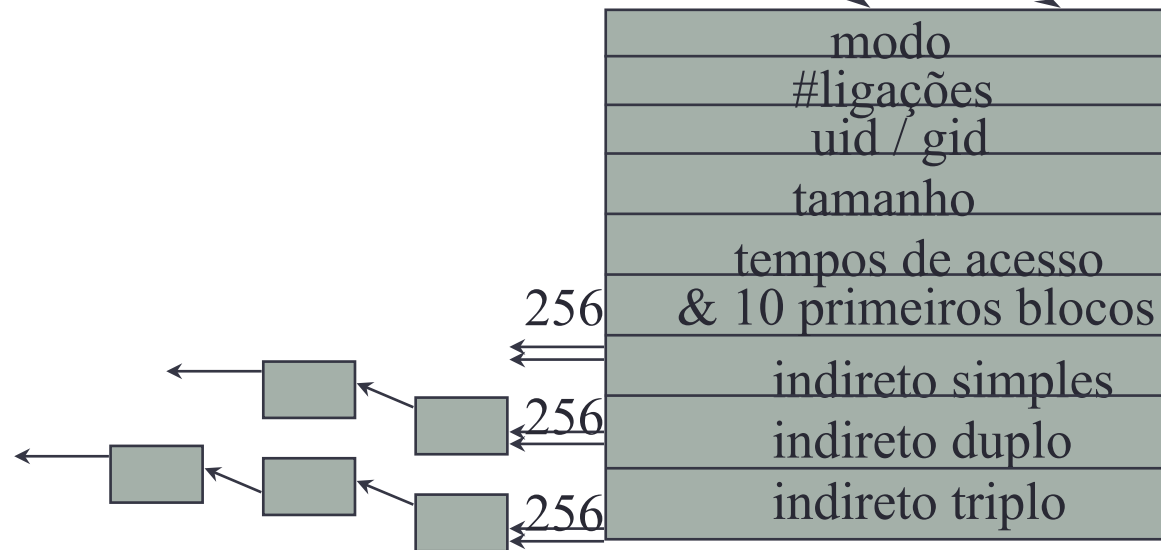 modo
#ligações
uid / gid
tamanho
tempos de acesso
256
& 10 primeiros blocos
indireto simples
256
indireto duplo
256
indireto triplo